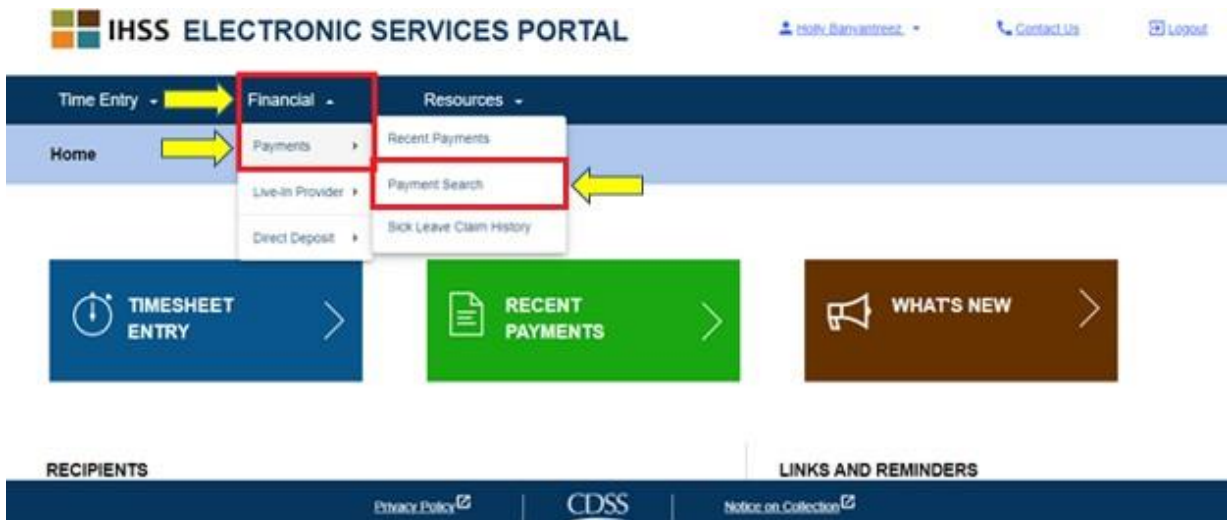 IHSS ELECTRONIC SERVICES PORTAL
Holly Banyantreez
Contact Us
Logout
Time Entry
Financial
Resources
Home
Payments
Recent Payments
Live-In Provider
Payment Search
Direct Deposit
Sick Leave Claim History
TIMESHEET
ENTRY
RECENT
PAYMENTS
WHAT'S NEW
RECIPIENTS
LINKS AND REMINDERS
Privacy Policy
CDSS
Notice on Collection